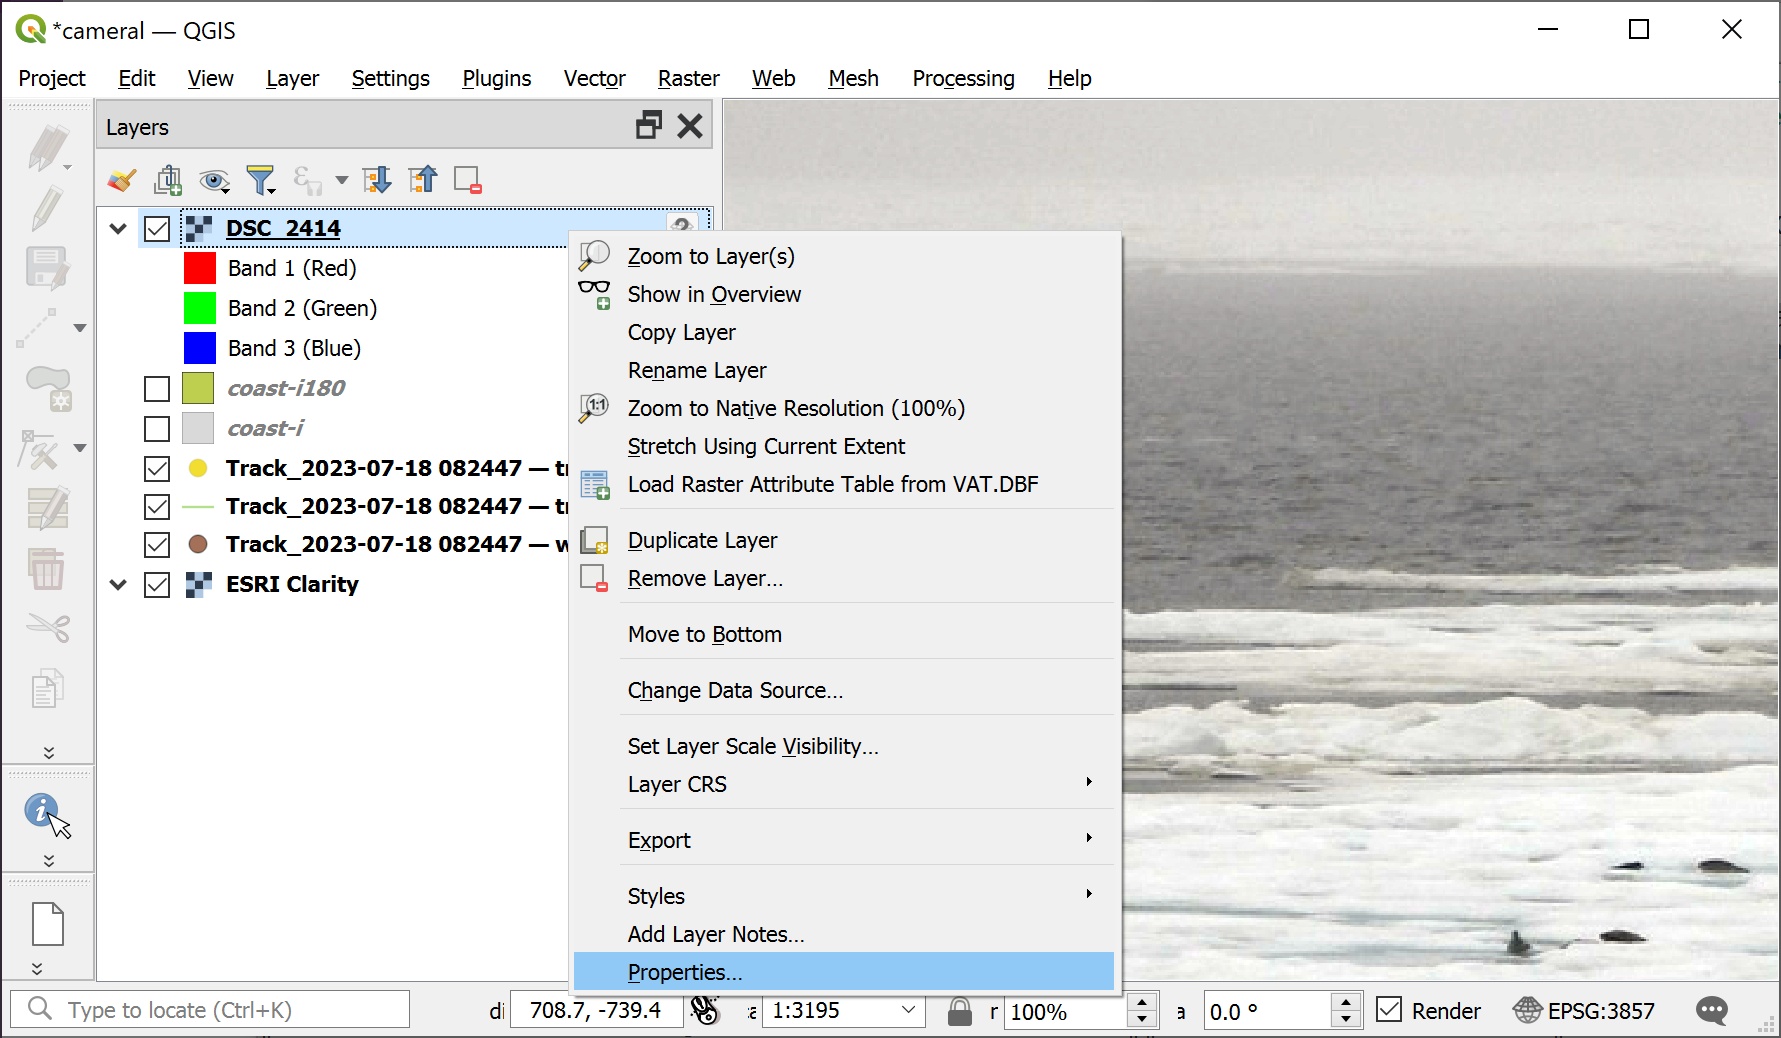 *cameral — QGIS
Project Edit View Layer Settings Plugins Vector Raster Web Mesh Processing Help
Layers
DSC_2414
Band 1 (Red)
Band 2 (Green)
Band 3 (Blue)
coast-i180
coast-i
Track_2023-07-18 082447 — tr
Track_2023-07-18 082447 — tr
Track_2023-07-18 082447 — w
ESRI Clarity
Zoom to Layer(s)
Show in Overview
Copy Layer
Rename Layer
1:1
Zoom to Native Resolution (100%)
Stretch Using Current Extent
Load Raster Attribute Table from VAT.DBF
Duplicate Layer
Remove Layer…
Move to Bottom
Change Data Source…
Set Layer Scale Visibility…
Layer CRS
Export
Styles
Add Layer Notes…
Properties…
Type to locate (Ctrl+K) 708.7, -739.4 1:3195 r 100% a 0.0 ° Render EPSG:3857